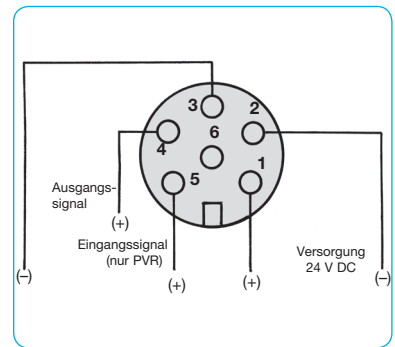 3
2
6
4
1
5
Ausgangs-
signal
(+)
Eingangssignal
(nur PVR)
Versorgung
24 V DC
(–)
(+)
(+)
(–)